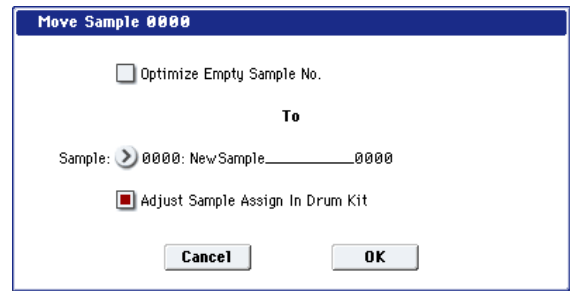 Move Sample 0000
Optimize Empty Sample No.
To
Sample: 0000: NewSample__________0000
Adjust Sample Assign In Drum Kit
Cancel OK